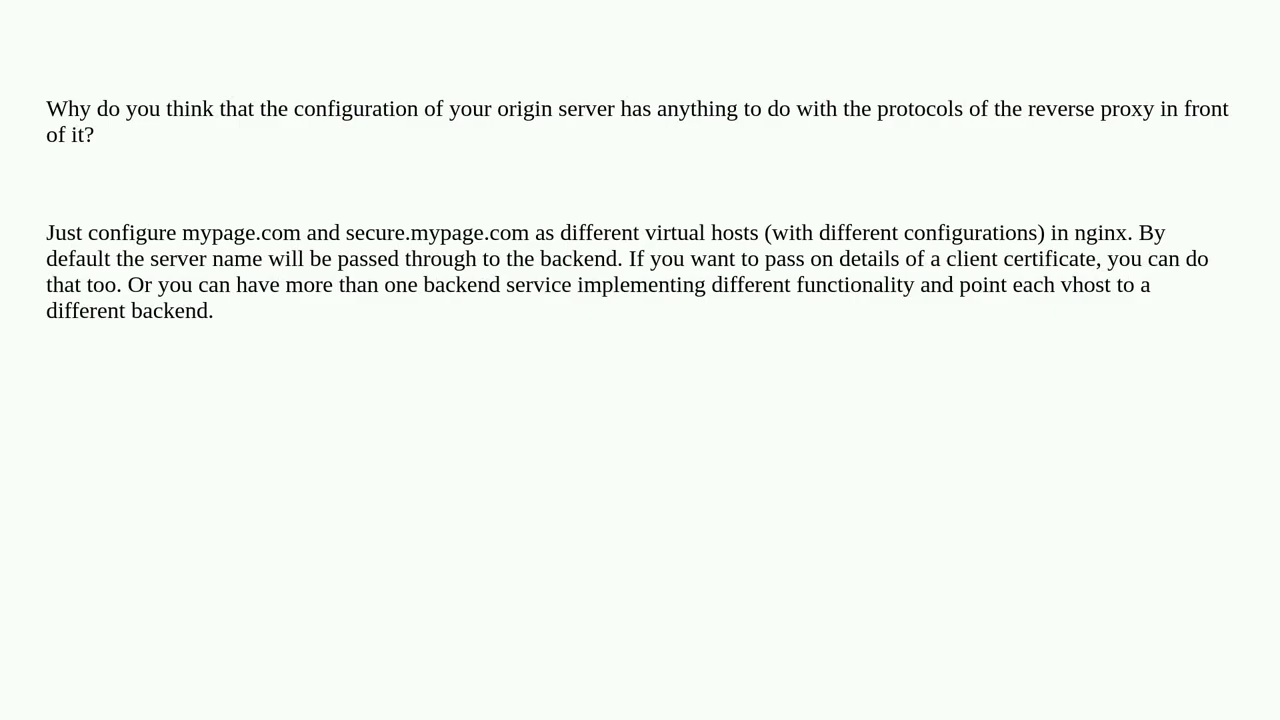 Why do you think that the configuration of your origin server has anything to do with the protocols of the reverse proxy in front
of it?
Just configure mypage.com and secure.mypage.com as different virtual hosts (with different configurations) in nginx. By
default the server name will be passed through to the backend. If you want to pass on details of a client certificate, you can do
that too. Or you can have more than one backend service implementing different functionality and point each vhost to a
different backend.